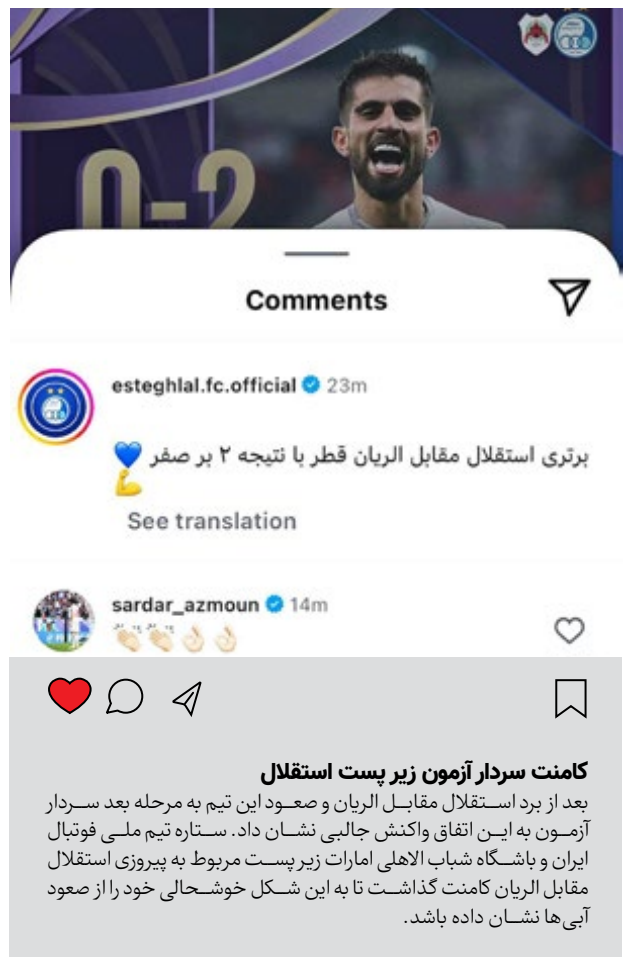 0-2
Comments
esteghlal.fc.official 23m
برتری استقلال مقابل الریان قطر با نتیجه ۲ بر صفر 💙
💪
See translation
sardar_azmoun 14m
👏🏻👏🏻👌🏻👌🏻
کامنت سردار آزمون زیر پست استقلال
بعد از برد استقلال مقابل الریان و صعود این تیم به مرحله بعد سردار
آزمون به این اتفاق واکنش جالبی نشان داد. ستاره تیم ملی فوتبال
ایران و باشگاه شباب الاهلی امارات زیر پست مربوط به پیروزی استقلال
مقابل الریان کامنت گذاشت تا به این شکل خوشحالی خود را از صعود
آبی‌ها نشان داده باشد.